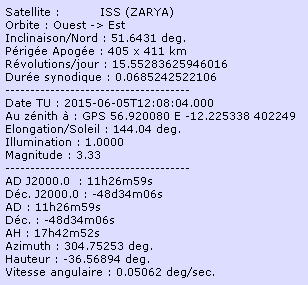 Satellite : ISS (ZARYA)
Orbite : Ouest -> Est
Inclinaison/Nord : 51.6431 deg.
Périgée Apogée : 405 x 411 km
Révolutions/jour : 15.55283625946016
Durée synodique : 0.0685242522106
-----------------------------------
Date TU : 2015-06-05T12:08:04.000
Au zénith à : GPS 56.920080 E -12.225338 402249
Elongation/Soleil : 144.04 deg.
Illumination : 1.0000
Magnitude : 3.33
-----------------------------------
AD J2000.0 : 11h26m59s
Déc. J2000.0 : -48d34m06s
AD : 11h26m59s
Déc. : -48d34m06s
AH : 17h42m52s
Azimuth : 304.75253 deg.
Hauteur : -36.56894 deg.
Vitesse angulaire : 0.05062 deg/sec.